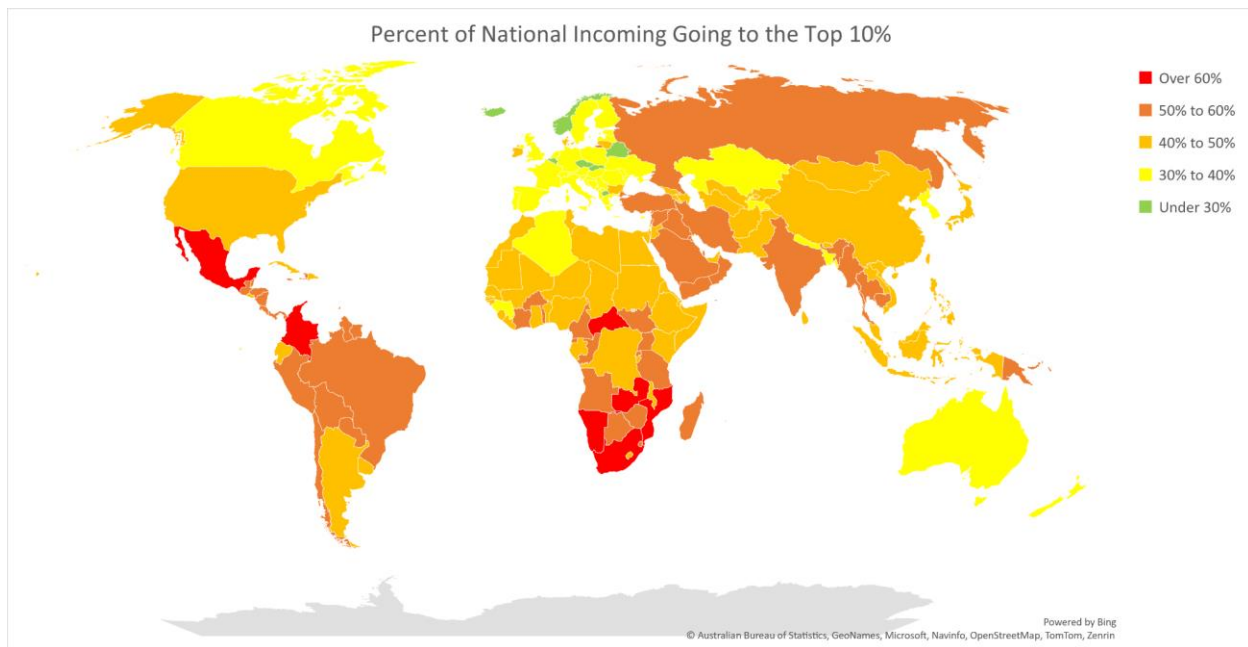 Percent of National Incoming Going to the Top 10%
Over 60%
50% to 60%
40% to 50%
30% to 40%
Under 30%
Powered by Bing
© Australian Bureau of Statistics, GeoNames, Microsoft, Navinfo, OpenStreetMap, TomTom, Zenrin